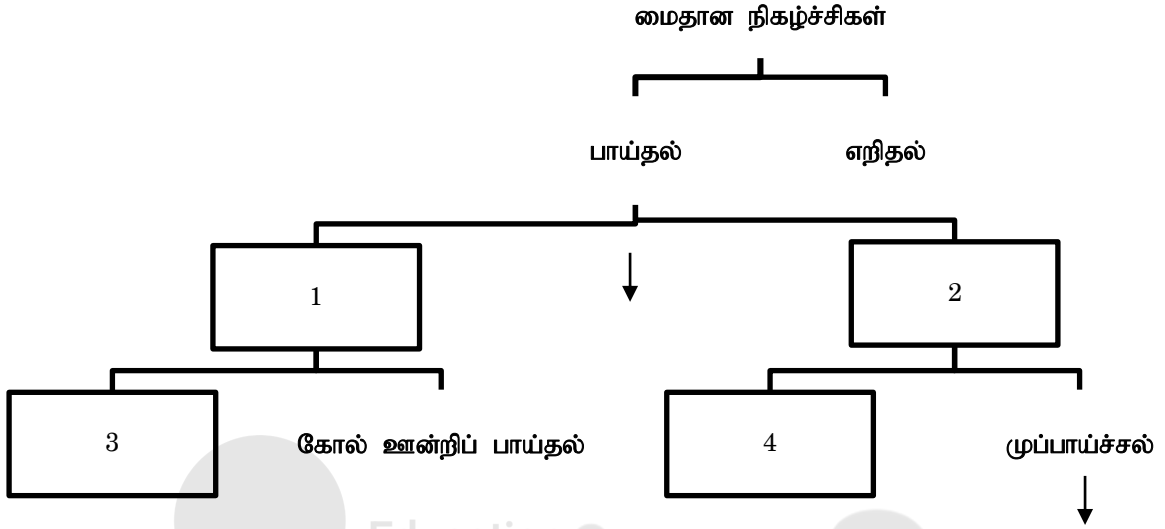 மைதான நிகழ்ச்சிகள்
பாய்தல் எறிதல்
1 2
3 கோல் ஊன்றிப் பாய்தல் 4 முப்பாய்ச்சல்